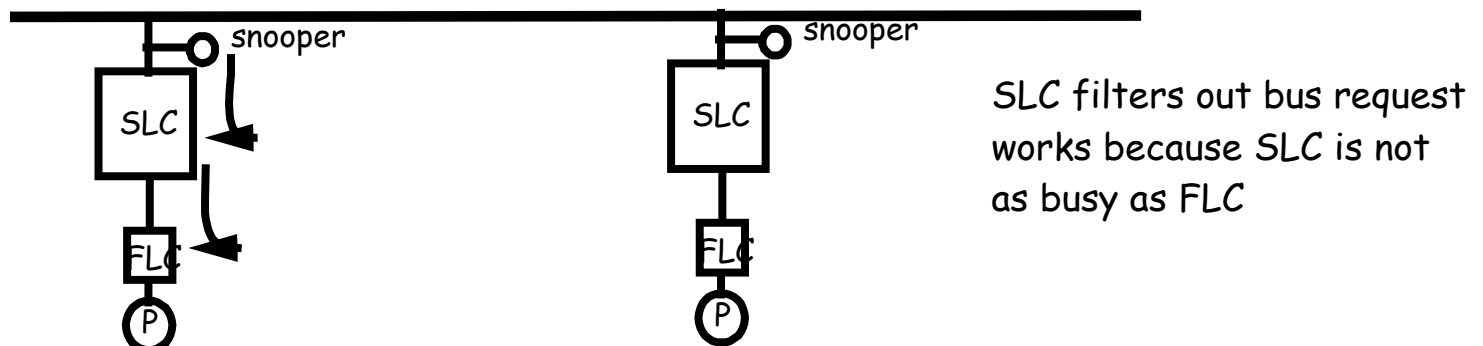 snooper
snooper
SLC
SLC
SLC filters out bus request
works because SLC is not
as busy as FLC
FLC
FLC
P
P